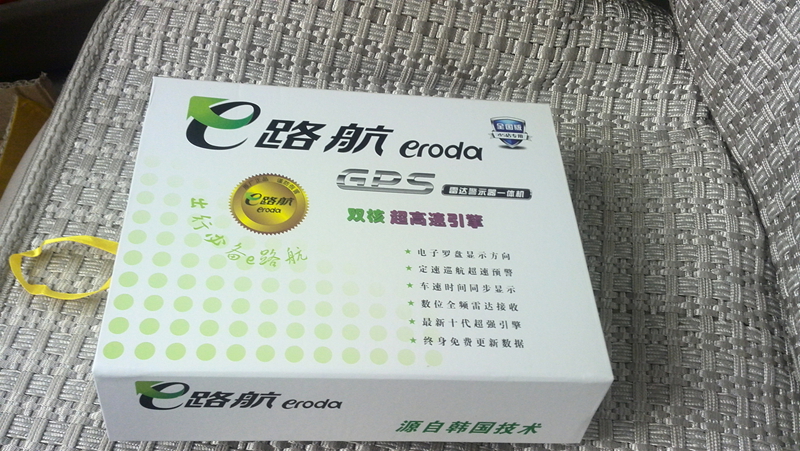 e路航 eroda
全国版
GPS 雷达警示器一体机
e路航
eroda
双核 超高速引擎
出行必备e路航
★ 电子罗盘显示方向
★ 定速巡航超速预警
★ 车速时间同步显示
★ 数位全频雷达接收
★ 最新十代超强引擎
★ 终身免费更新数据
e路航 eroda
源自韩国技术